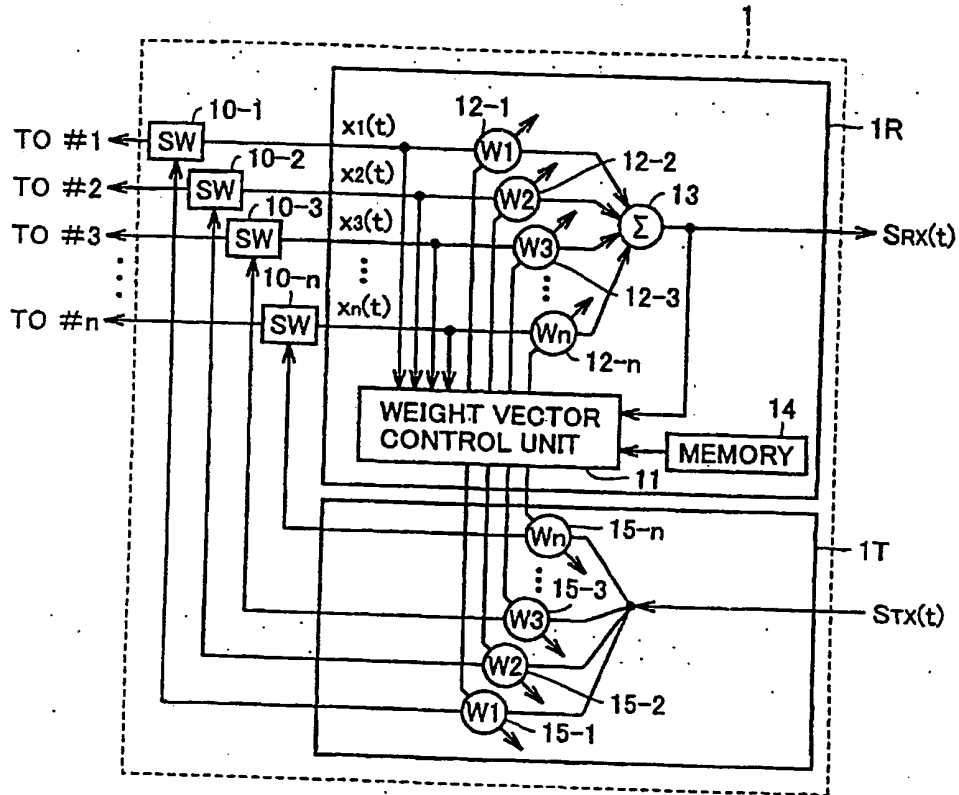 1
10-1
12-1
1R
TO #1
SW
x1(t)
W1
10-2
12-2
TO #2
SW
x2(t)
W2
13
10-3
TO #3
SW
x3(t)
W3
Σ
SRX(t)
10-n
12-3
TO #n
SW
xn(t)
Wn
12-n
WEIGHT VECTOR
CONTROL UNIT
14
MEMORY
11
15-n
Wn
1T
15-3
W3
STX(t)
W2
15-2
W1
15-1